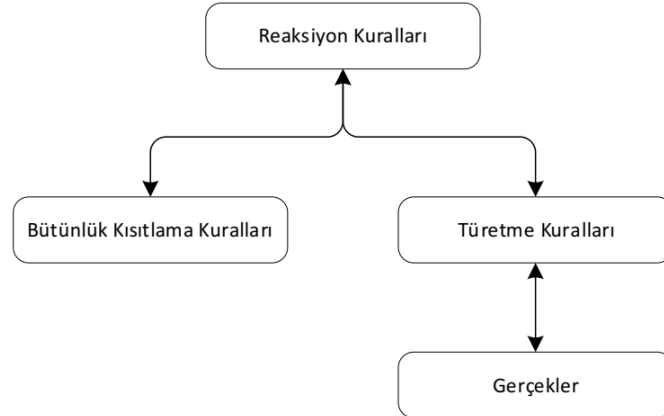 Reaksiyon Kuralları
Bütünlük Kısıtlama Kuralları
Türetme Kuralları
Gerçekler